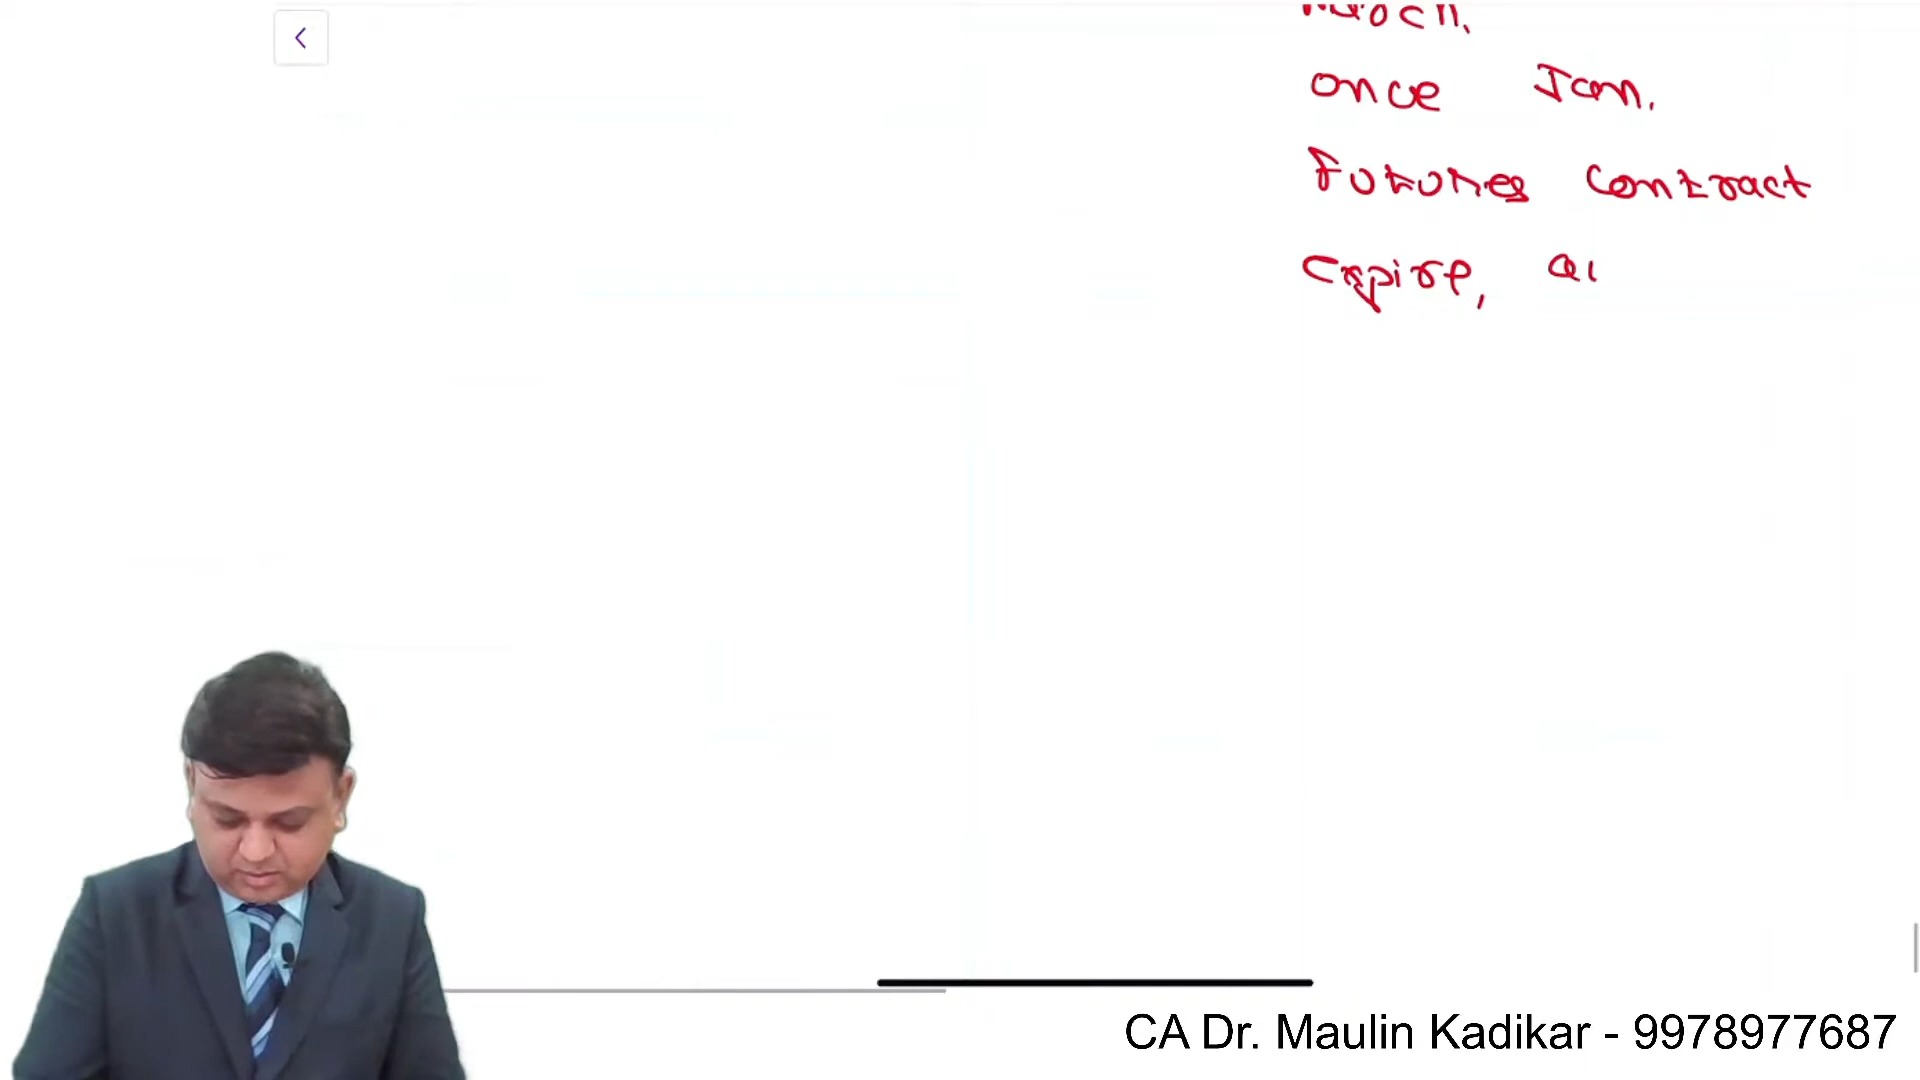 once Jan.
Futures contract
expire, a
CA Dr. Maulin Kadikar - 9978977687